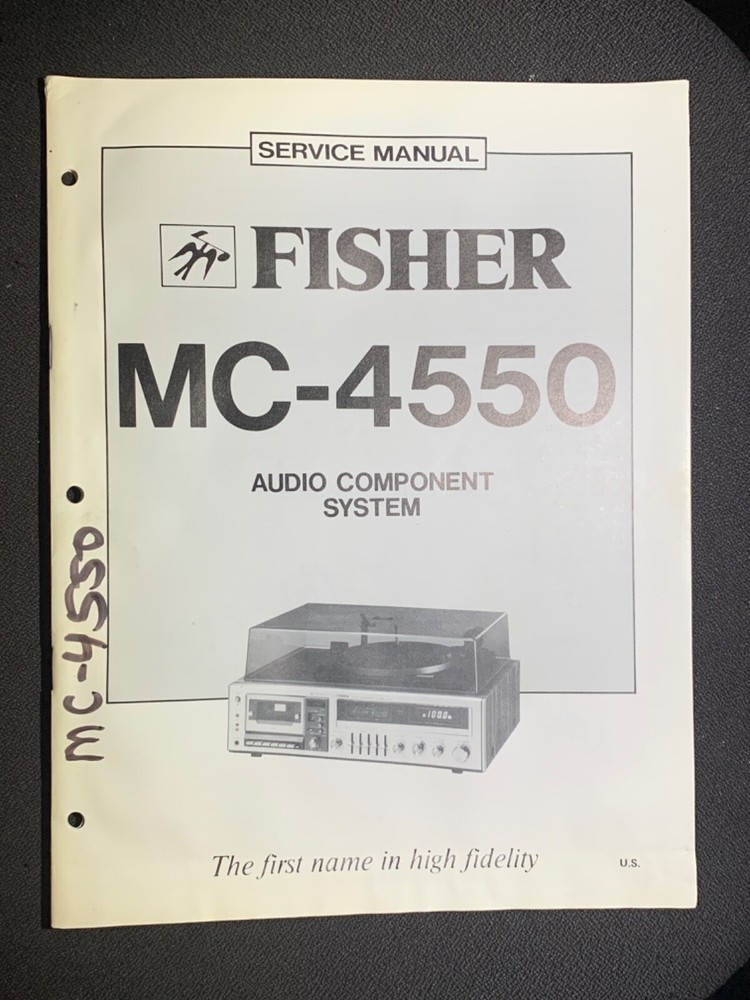 SERVICE MANUAL
FISHER
MC-4550
AUDIO COMPONENT
SYSTEM
MC-4550
The first name in high fidelity
U.S.